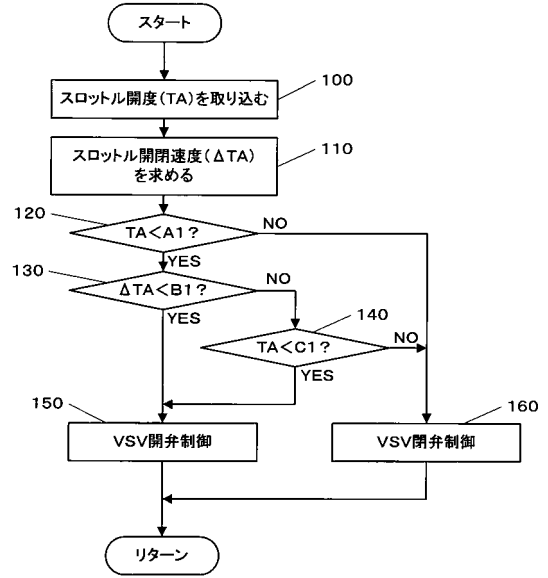 スタート
100
スロットル開度(TA)を取り込む
110
スロットル開閉速度(ΔTA)
を求める
120
TA<A1?
NO
YES
130
ΔTA<B1?
NO
YES
140
TA<C1?
NO
YES
150
VSV開弁制御
160
VSV閉弁制御
リターン